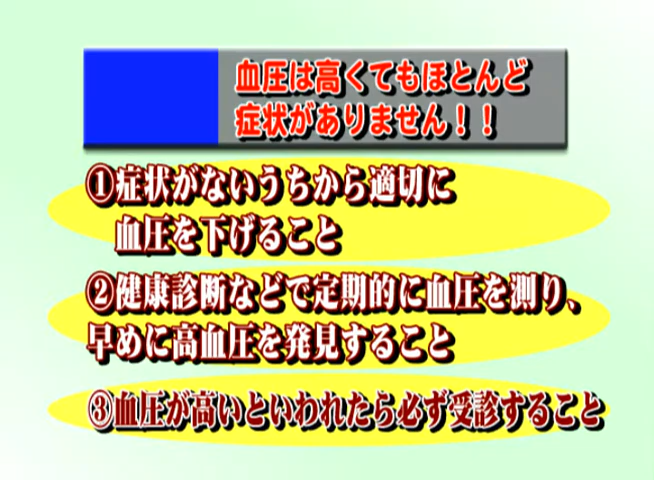 血圧は高くてもほとんど
症状がありません！！
①症状がないうちから適切に
血圧を下げること
②健康診断などで定期的に血圧を測り、
早めに高血圧を発見すること
③血圧が高いといわれたら必ず受診すること